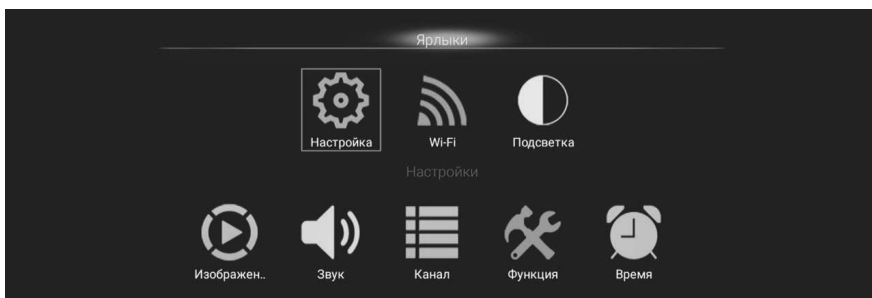 Ярлыки
Настройка Wi-Fi Подсветка
Настройки
Изображен.. Звук Канал Функция Время